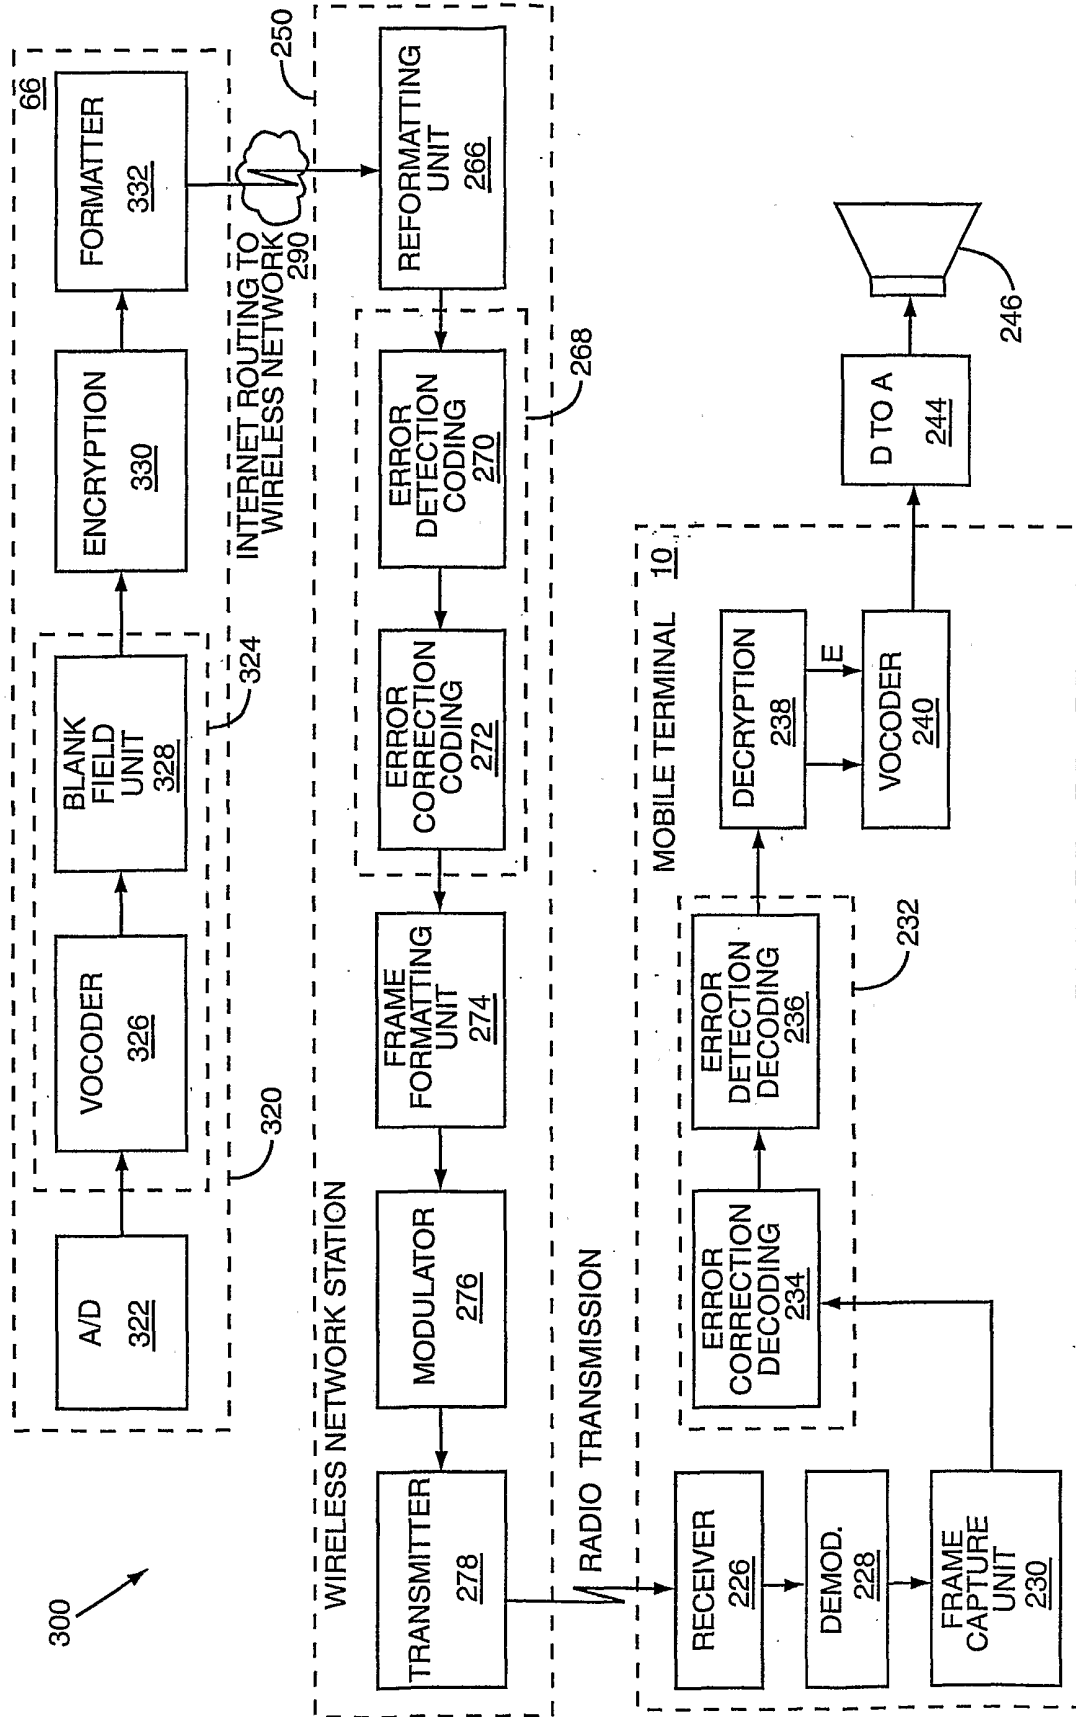 300
66
A/D
322
VOCODER
326
BLANK
FIELD
UNIT
328
ENCRYPTION
330
FORMATTER
332
320
324
INTERNET ROUTING TO
WIRELESS NETWORK
290
250
WIRELESS NETWORK STATION
TRANSMITTER
278
MODULATOR
276
FRAME
FORMATTING
UNIT
274
ERROR
CORRECTION
CODING
272
ERROR
DETECTION
CODING
270
REFORMATTING
UNIT
266
268
RADIO TRANSMISSION
MOBILE TERMINAL 10
RECEIVER
226
DEMOD.
228
FRAME
CAPTURE
UNIT
230
ERROR
CORRECTION
DECODING
234
ERROR
DETECTION
DECODING
236
232
DECRYPTION
238
E
VOCODER
240
D TO A
244
246